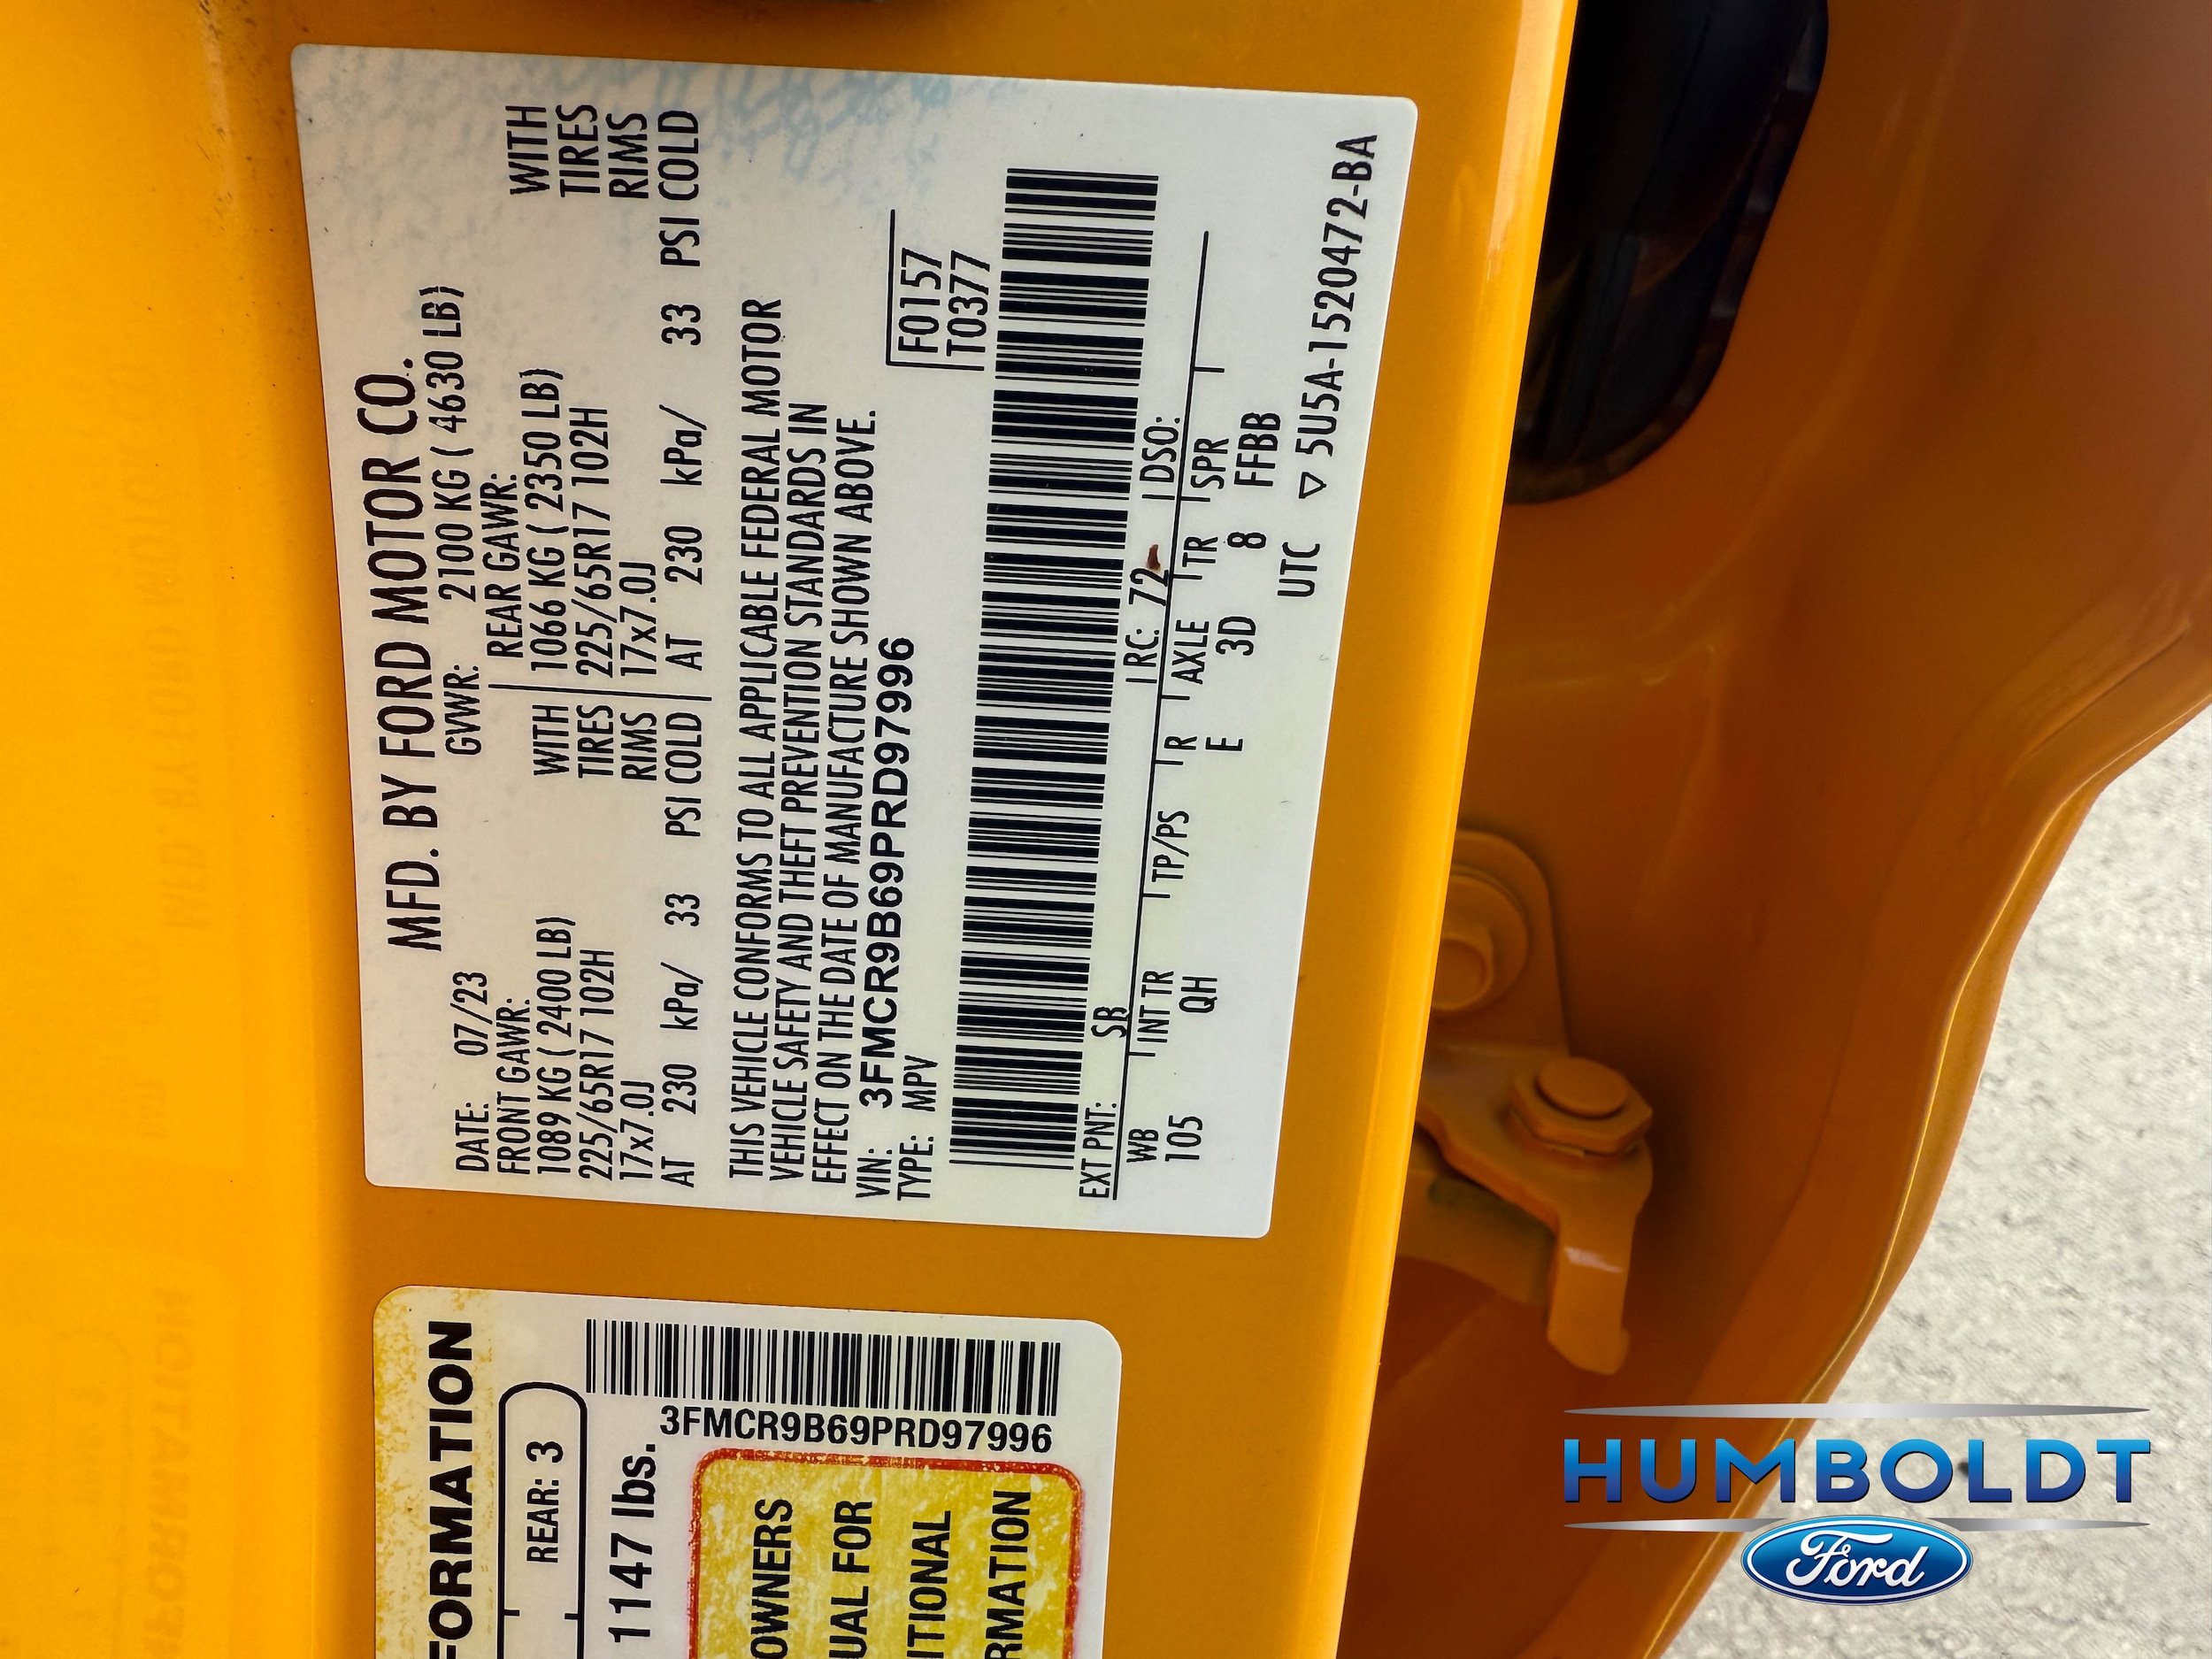 MFD. BY FORD MOTOR CO.
DATE: 07/23 GVWR: 2100 KG ( 4630 LB)
FRONT GAWR: REAR GAWR:
1089 KG ( 2400 LB) WITH 1066 KG ( 2350 LB) WITH
225/65R17 102H TIRES 225/65R17 102H TIRES
17x7.0J RIMS 17x7.0J RIMS
AT 230 kPa/ 33 PSI COLD AT 230 kPa/ 33 PSI COLD
THIS VEHICLE CONFORMS TO ALL APPLICABLE FEDERAL MOTOR
VEHICLE SAFETY AND THEFT PREVENTION STANDARDS IN
EFFECT ON THE DATE OF MANUFACTURE SHOWN ABOVE.
VIN: 3FMCR9B69PRD97996 F0157
TYPE: MPV T0377
EXT PNT: SB RC: 72 DSO:
WB INT TR TP/PS R AXLE TR SPR
105 QH E 3D 8 FFBB
UTC ▽ 5U5A-1520472-BA
FORMATION
REAR: 3
1147 lbs.
3FMCR9B69PRD97996
OWNERS
UAL FOR
ITIONAL
RMATION
HUMBOLDT
Ford